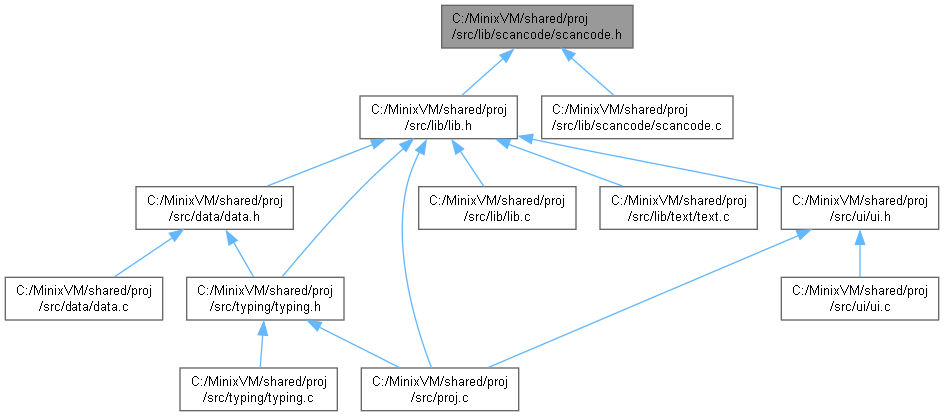 C:/MinixVM/shared/proj
/src/lib/scancode/scancode.h
C:/MinixVM/shared/proj
/src/lib/lib.h
C:/MinixVM/shared/proj
/src/lib/scancode/scancode.c
C:/MinixVM/shared/proj
/src/data/data.h
C:/MinixVM/shared/proj
/src/lib/lib.c
C:/MinixVM/shared/proj
/src/lib/text/text.c
C:/MinixVM/shared/proj
/src/ui/ui.h
C:/MinixVM/shared/proj
/src/data/data.c
C:/MinixVM/shared/proj
/src/typing/typing.h
C:/MinixVM/shared/proj
/src/ui/ui.c
C:/MinixVM/shared/proj
/src/typing/typing.c
C:/MinixVM/shared/proj
/src/proj.c